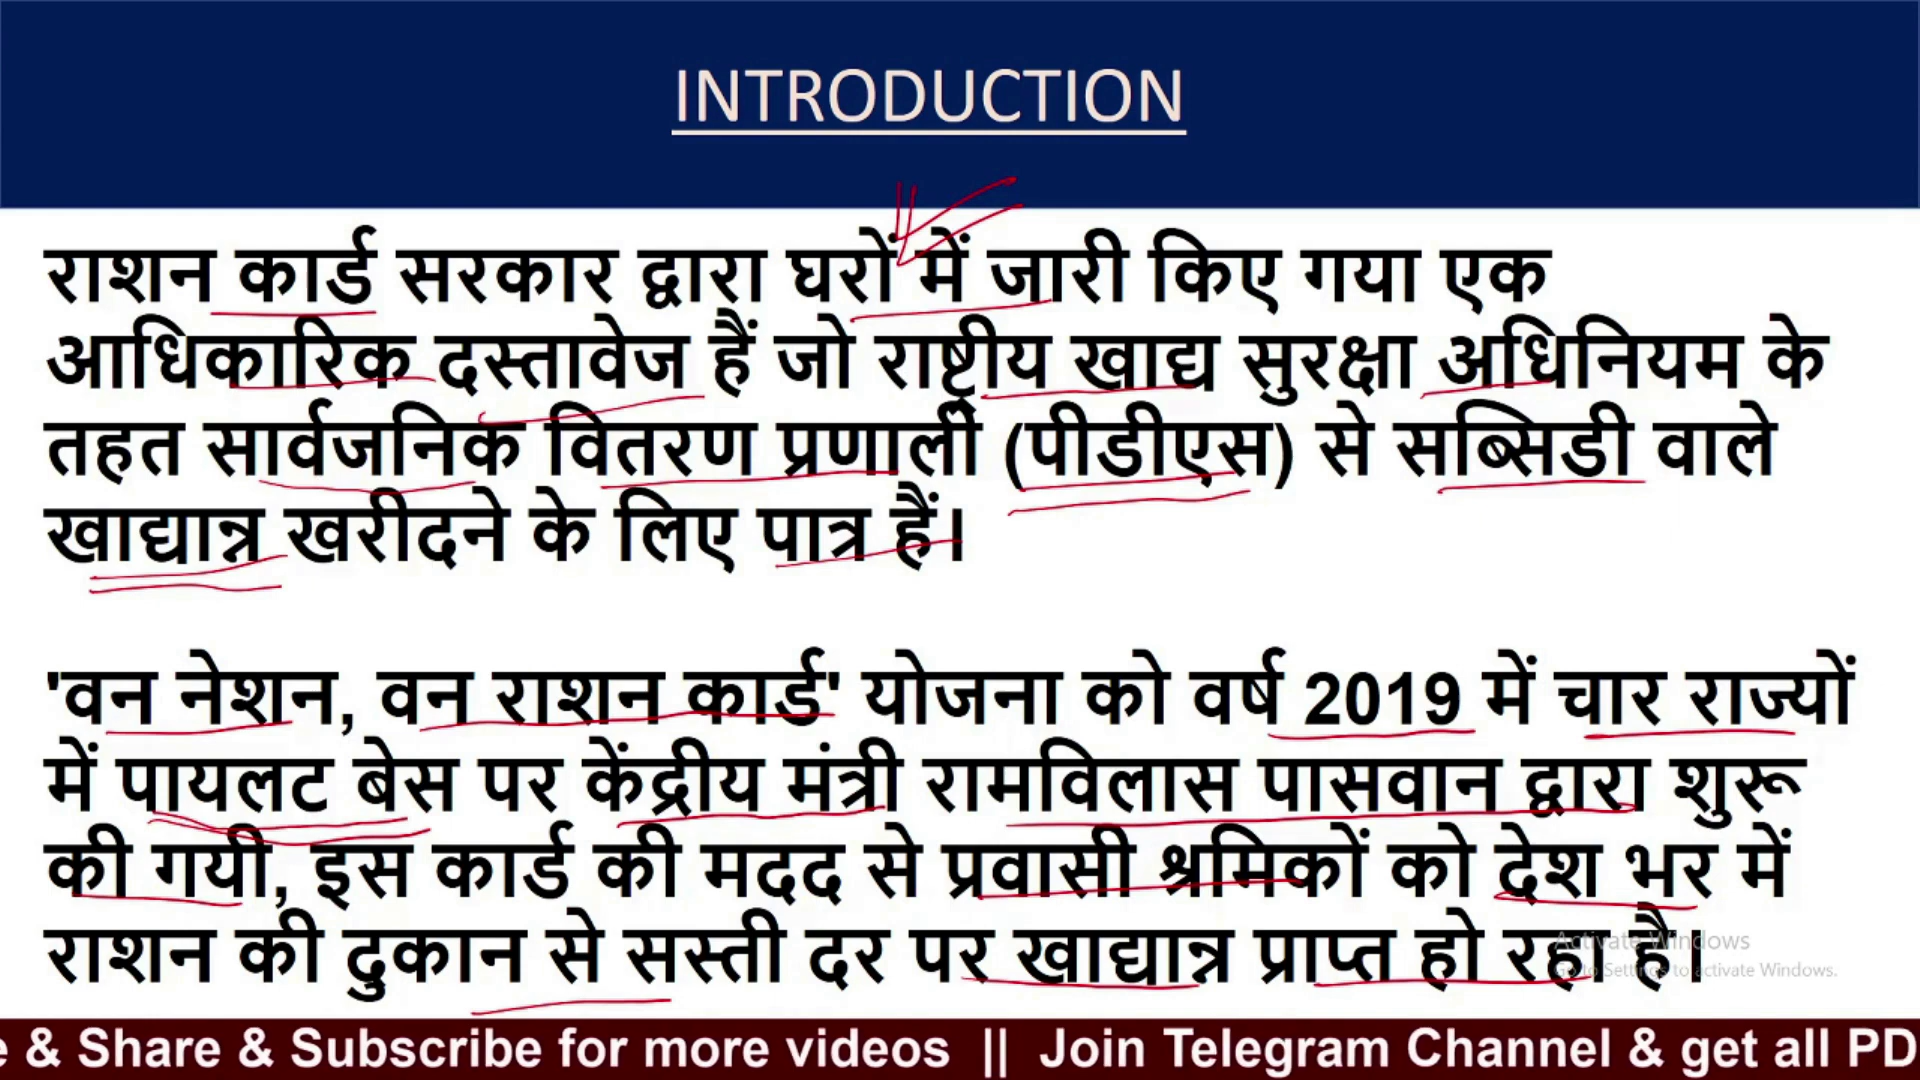 INTRODUCTION
राशन कार्ड सरकार द्वारा घरों में जारी किए गया एक
आधिकारिक दस्तावेज हैं जो राष्ट्रीय खाद्य सुरक्षा अधिनियम के
तहत सार्वजनिक वितरण प्रणाली (पीडीएस) से सब्सिडी वाले
खाद्यान्न खरीदने के लिए पात्र हैं।
'वन नेशन, वन राशन कार्ड' योजना को वर्ष 2019 में चार राज्यों
में पायलट बेस पर केंद्रीय मंत्री रामविलास पासवान द्वारा शुरू
की गयी, इस कार्ड की मदद से प्रवासी श्रमिकों को देश भर में
राशन की दुकान से सस्ती दर पर खाद्यान्न प्राप्त हो रहा है।
Activate Windows
Go to Settings to activate Windows.
e & Share & Subscribe for more videos || Join Telegram Channel & get all PD